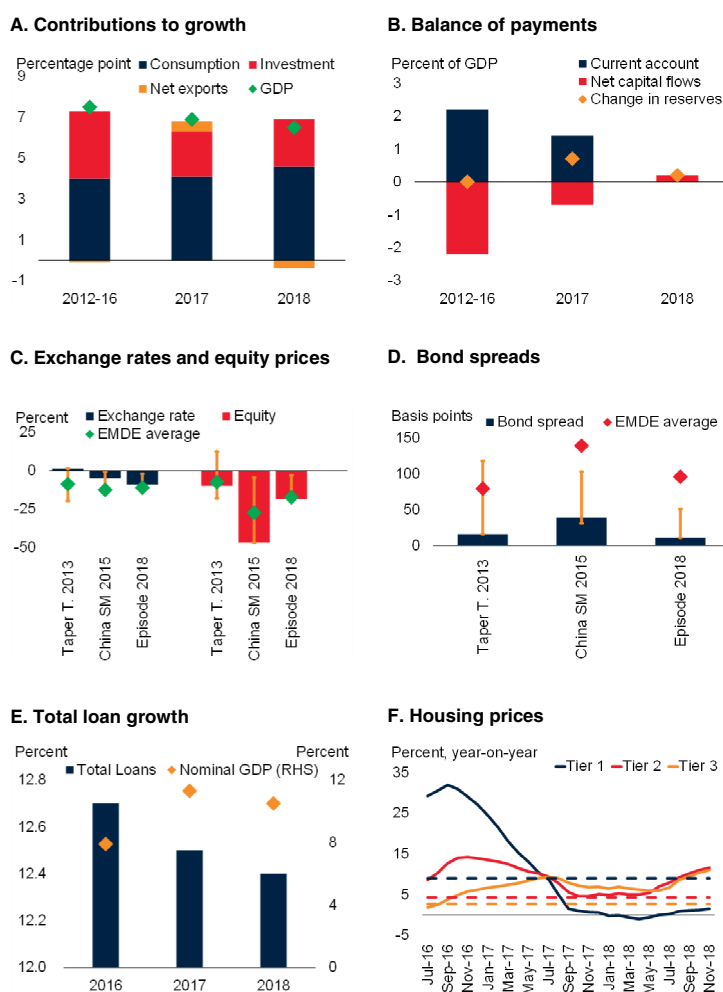 A. Contributions to growth
Percentage point
Consumption
Investment
Net exports
GDP
9
7
5
3
1
-1
2012-16
2017
2018
B. Balance of payments
Percent of GDP
Current account
Net capital flows
Change in reserves
3
2
1
0
-1
-2
-3
2012-16
2017
2018
C. Exchange rates and equity prices
Percent
Exchange rate
Equity
EMDE average
25
0
-25
-50
Taper T. 2013
China SM 2015
Episode 2018
Taper T. 2013
China SM 2015
Episode 2018
D. Bond spreads
Basis points
Bond spread
EMDE average
150
100
50
0
Taper T. 2013
China SM 2015
Episode 2018
E. Total loan growth
Percent
Percent
Total Loans
Nominal GDP (RHS)
12.8
12.6
12.4
12.2
12.0
12
8
4
0
2016
2017
2018
F. Housing prices
Percent, year-on-year
Tier 1
Tier 2
Tier 3
35
25
15
5
-5
Jul-16
Sep-16
Nov-16
Jan-17
Mar-17
May-17
Jul-17
Sep-17
Nov-17
Jan-18
Mar-18
May-18
Jul-18
Sep-18
Nov-18